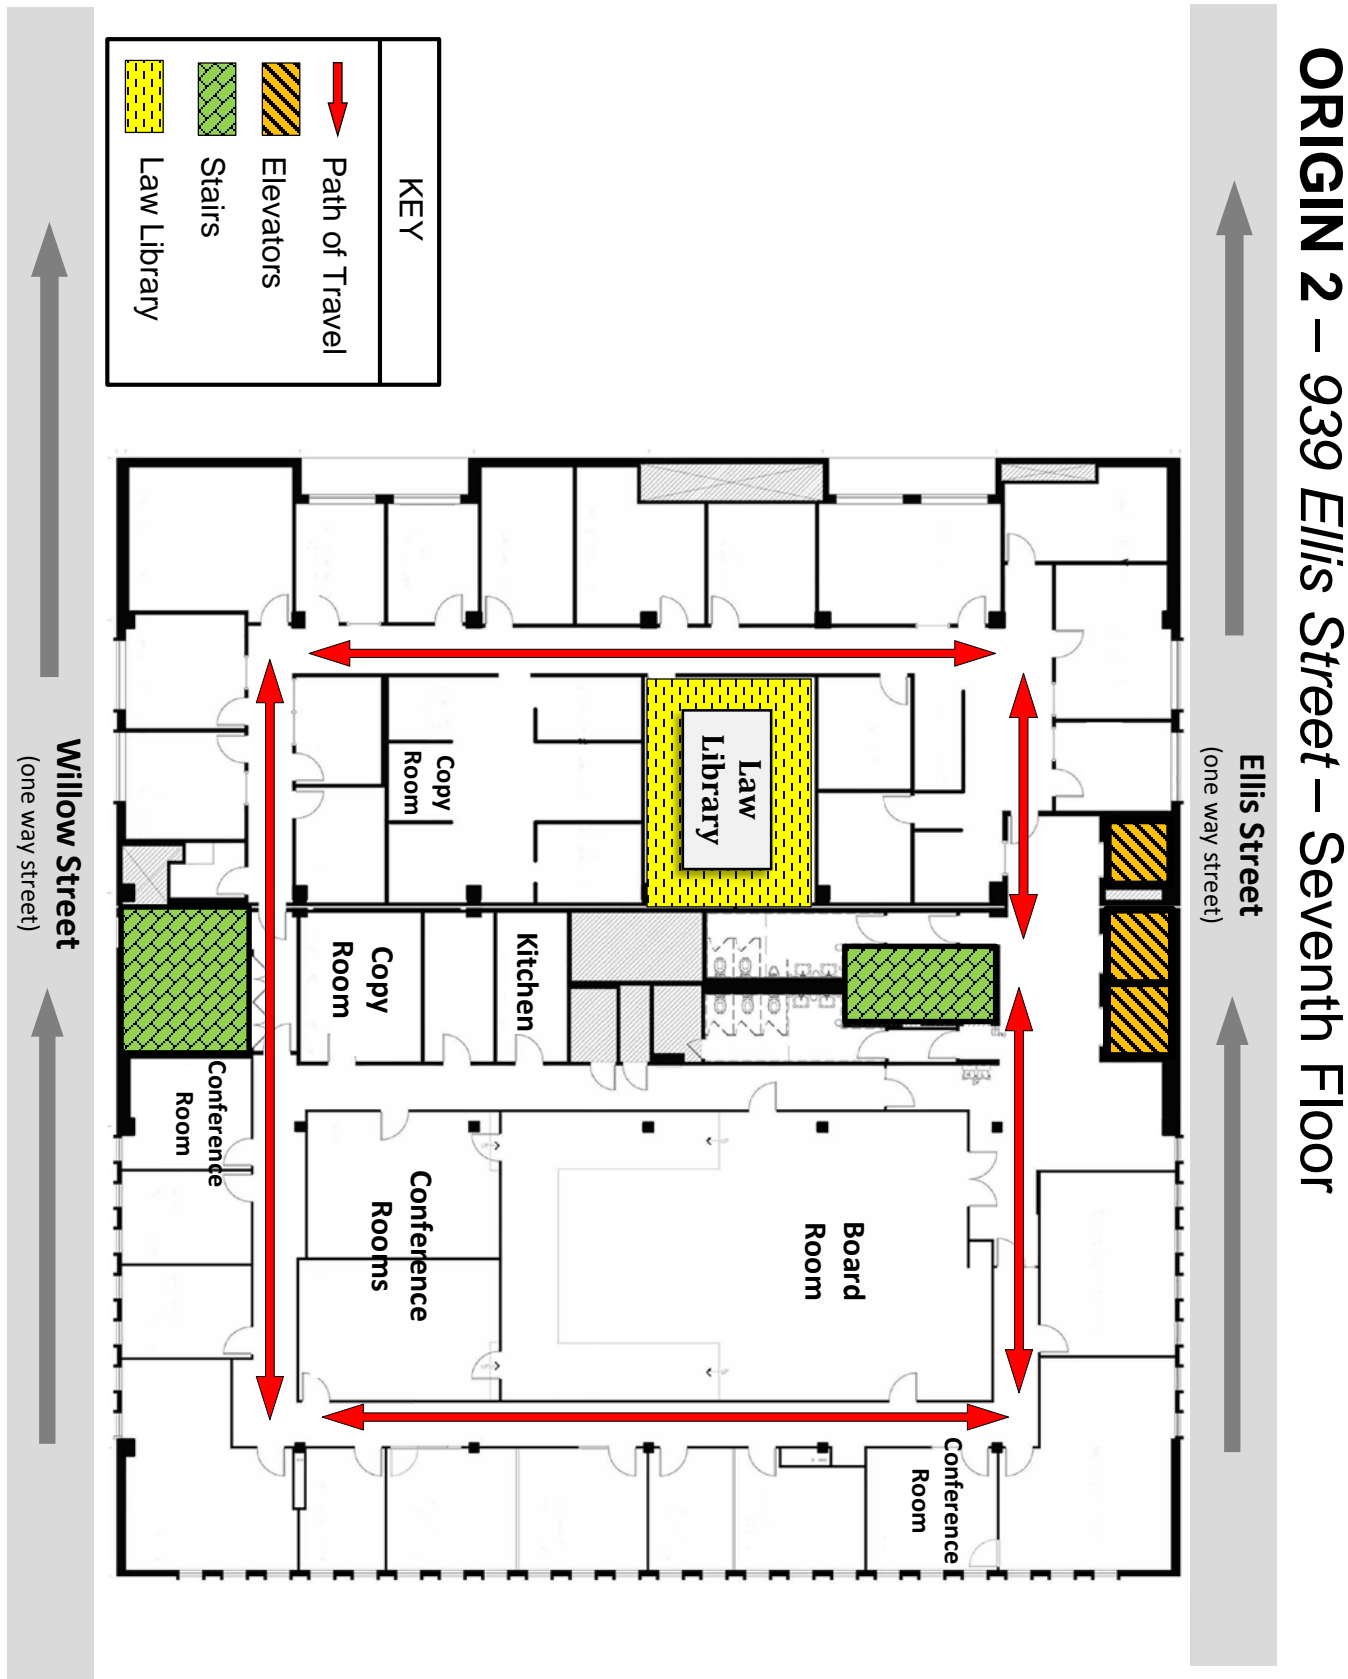 ORIGIN 2 – 939 Ellis Street – Seventh Floor
Ellis Street
(one way street)
KEY
Path of Travel
Elevators
Stairs
Law Library
Law
Library
Copy
Room
Kitchen
Copy
Room
Board
Room
Conference
Rooms
Conference
Room
Conference
Room
Willow Street
(one way street)